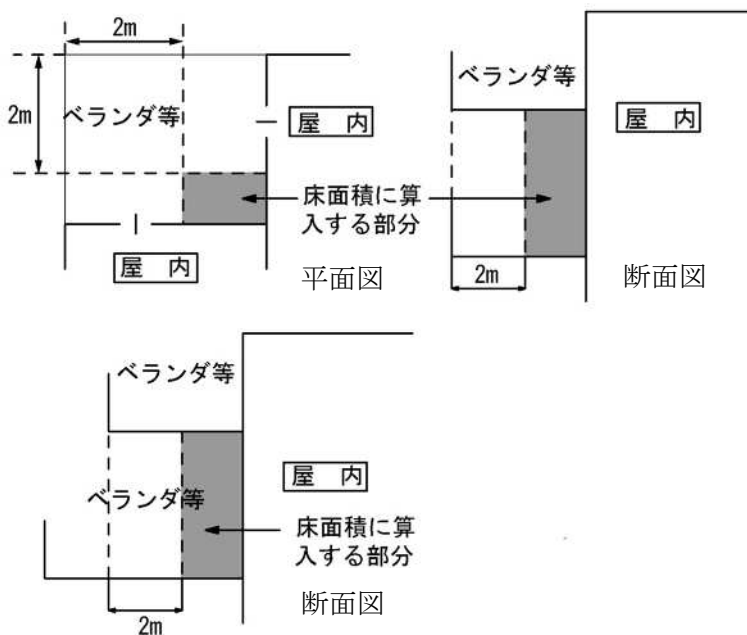 2m
2m
ベランダ等
屋 内
屋 内
平面図
床面積に算
入する部分
ベランダ等
屋 内
2m
断面図
ベランダ等
ベランダ等
屋 内
床面積に算
入する部分
2m
断面図